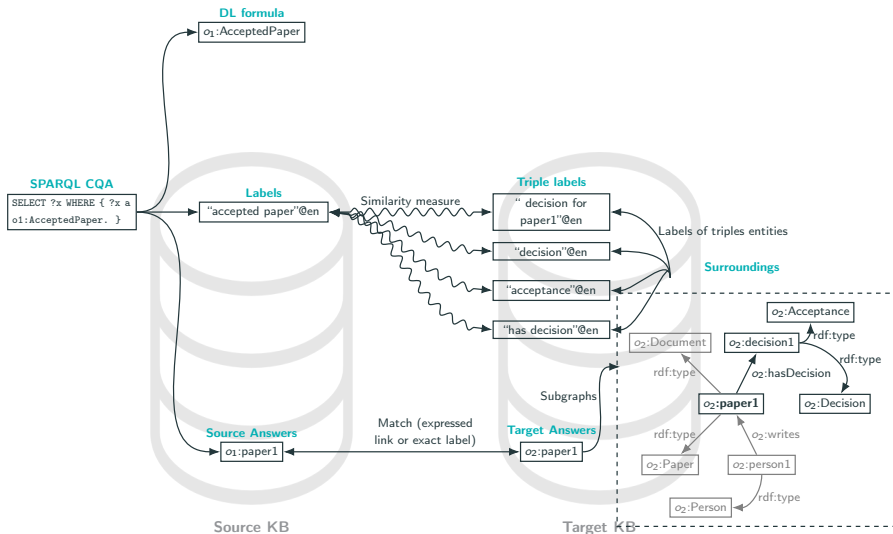 DL formula
o₁:AcceptedPaper
SPARQL CQA
SELECT ?x WHERE { ?x a
o1:AcceptedPaper. }
Labels
“accepted paper”@en
Similarity measure
Triple labels
“ decision for
paper1”@en
“decision”@en
“acceptance”@en
“has decision”@en
Labels of triples entities
Surroundings
o₂:Acceptance
rdf:type
o₂:Document
o₂:decision1
rdf:type
rdf:type
o₂:hasDecision
o₂:paper1
o₂:Decision
rdf:type
o₂:writes
o₂:Paper
o₂:person1
rdf:type
o₂:Person
Subgraphs
Source Answers
o₁:paper1
Match (expressed
link or exact label)
Target Answers
o₂:paper1
Source KB
Target KB